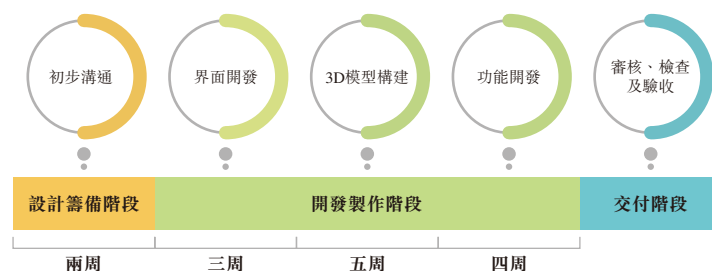 初步溝通
界面開發
3D模型構建
功能開發
審核、檢查
及驗收
設計籌備階段
開發製作階段
交付階段
兩周
三周
五周
四周